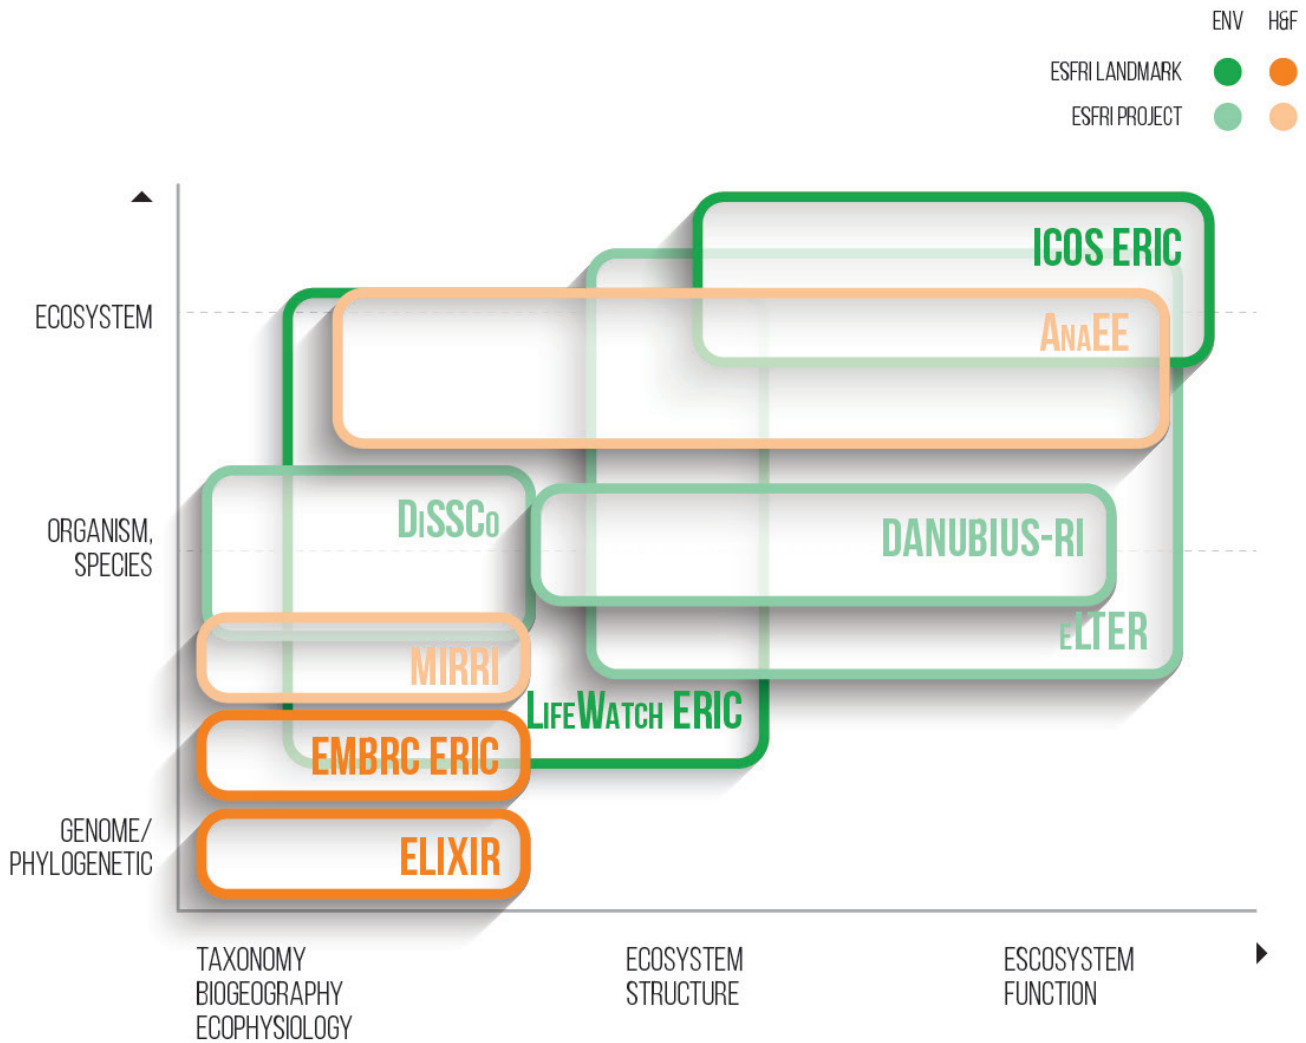 ENV H&F
ESFRI LANDMARK
ESFRI PROJECT
ICOS ERIC
ECOSYSTEM
AnaEE
DiSSCo
ORGANISM,
SPECIES
DANUBIUS-RI
eLTER
MIRRI
LifeWatch ERIC
EMBRC ERIC
GENOME/
PHYLOGENETIC
ELIXIR
TAXONOMY
BIOGEOGRAPHY
ECOPHYSIOLOGY
ECOSYSTEM
STRUCTURE
ESCOSYSTEM
FUNCTION